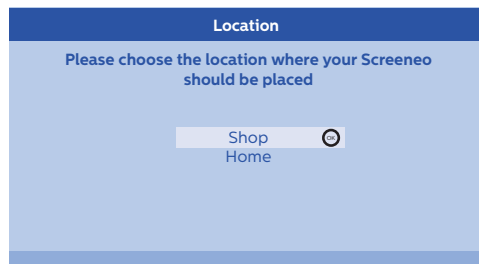 Location
Please choose the location where your Screeneo
should be placed
Shop OK
Home